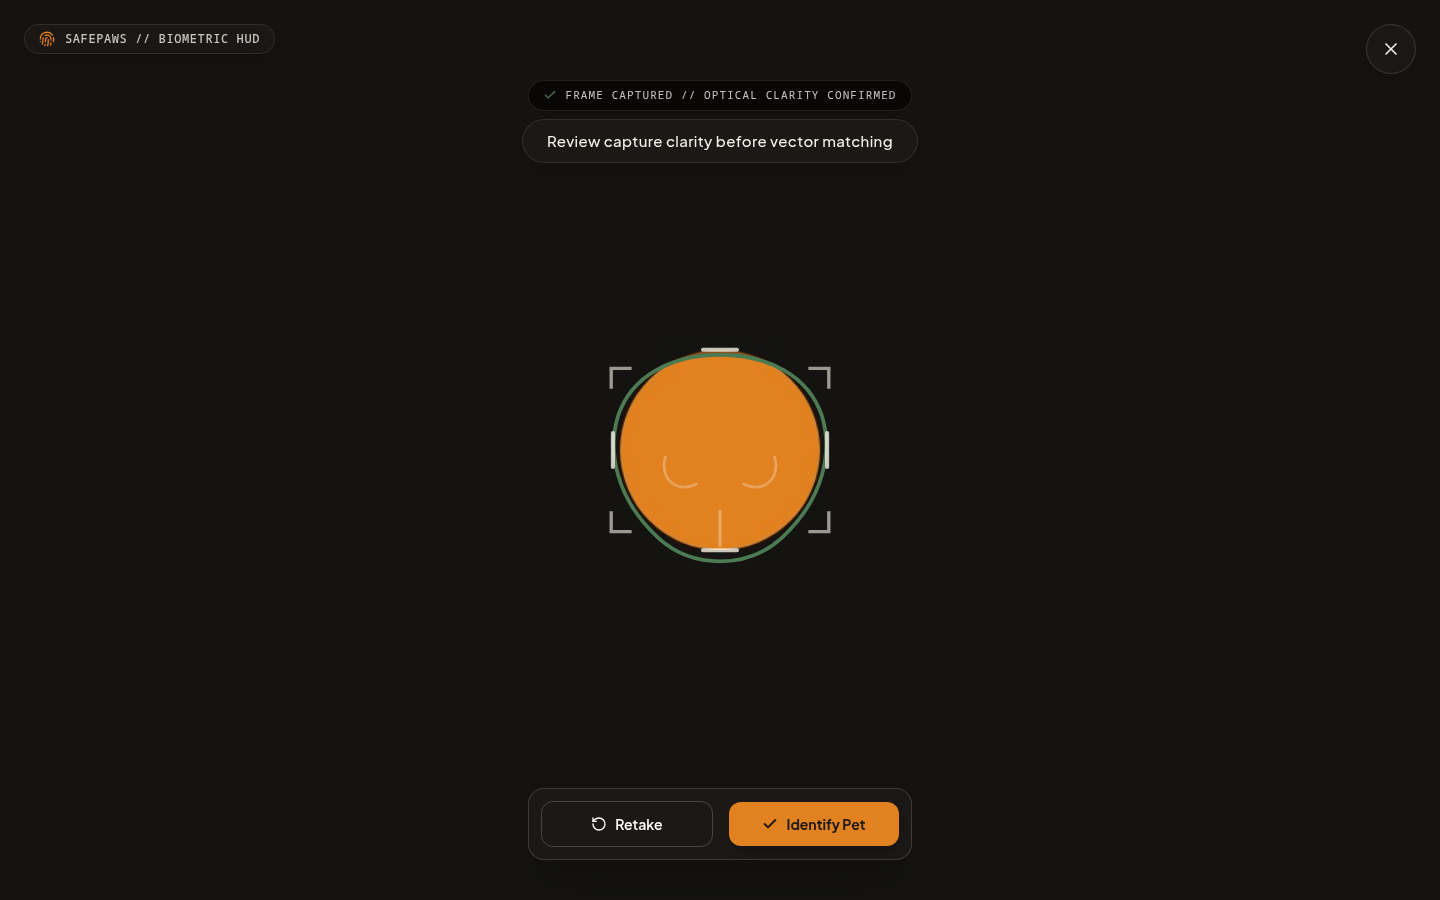 SAFEPAWS // BIOMETRIC HUD
FRAME CAPTURED // OPTICAL CLARITY CONFIRMED
Review capture clarity before vector matching
Retake
Identify Pet